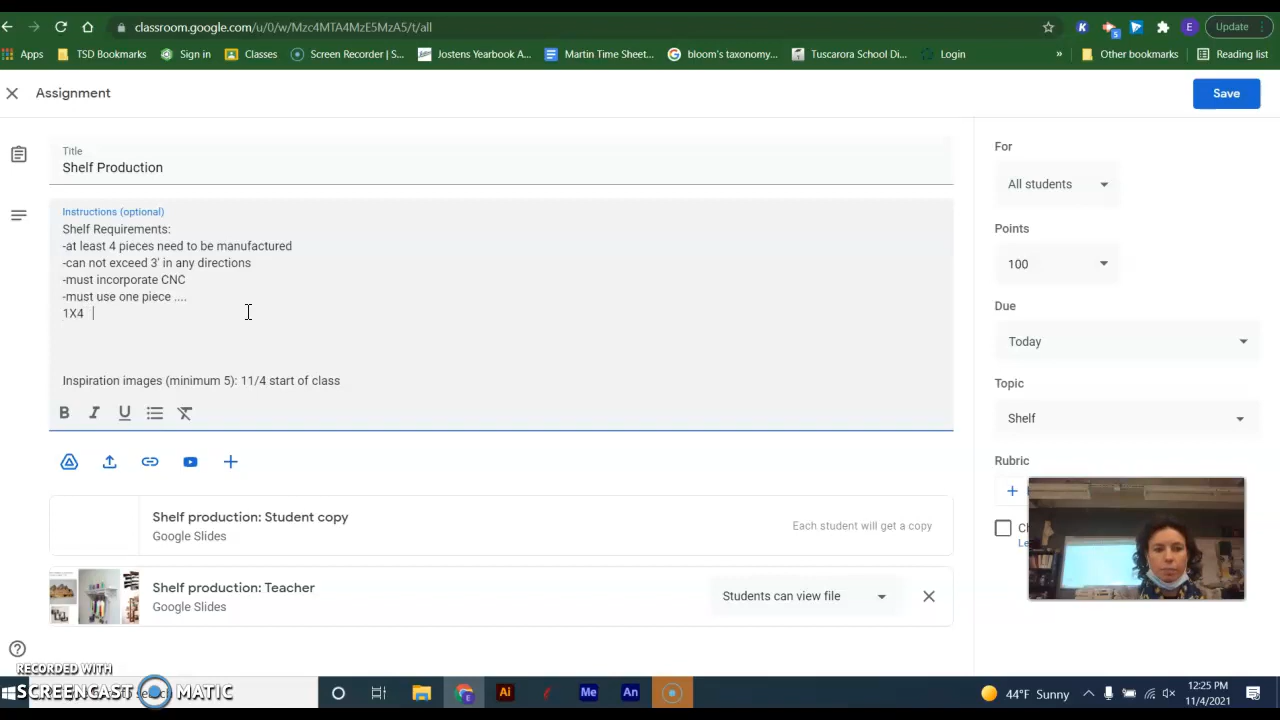 classroom.google.com/u/0/w/Mzc4MTA4MzE5MzA5/t/all
E
Update
Apps
TSD Bookmarks
Sign in
Classes
Screen Recorder | S...
Jostens Yearbook A...
Martin Time Sheet...
bloom's taxonomy...
Tuscarora School Di...
Login
»
Other bookmarks
Reading list
Assignment
Save
Title
Shelf Production
Instructions (optional)
Shelf Requirements:
-at least 4 pieces need to be manufactured
-can not exceed 3' in any directions
-must incorporate CNC
-must use one piece ....
1X4
Inspiration images (minimum 5): 11/4 start of class
B I U
For
All students
Points
100
Due
Today
Topic
Shelf
Rubric
Shelf production: Student copy
Google Slides
Each student will get a copy
Shelf production: Teacher
Google Slides
Students can view file
RECORDED WITH
SCREENCAST MATIC
Ai
Me
An
44°F Sunny
12:25 PM
11/4/2021